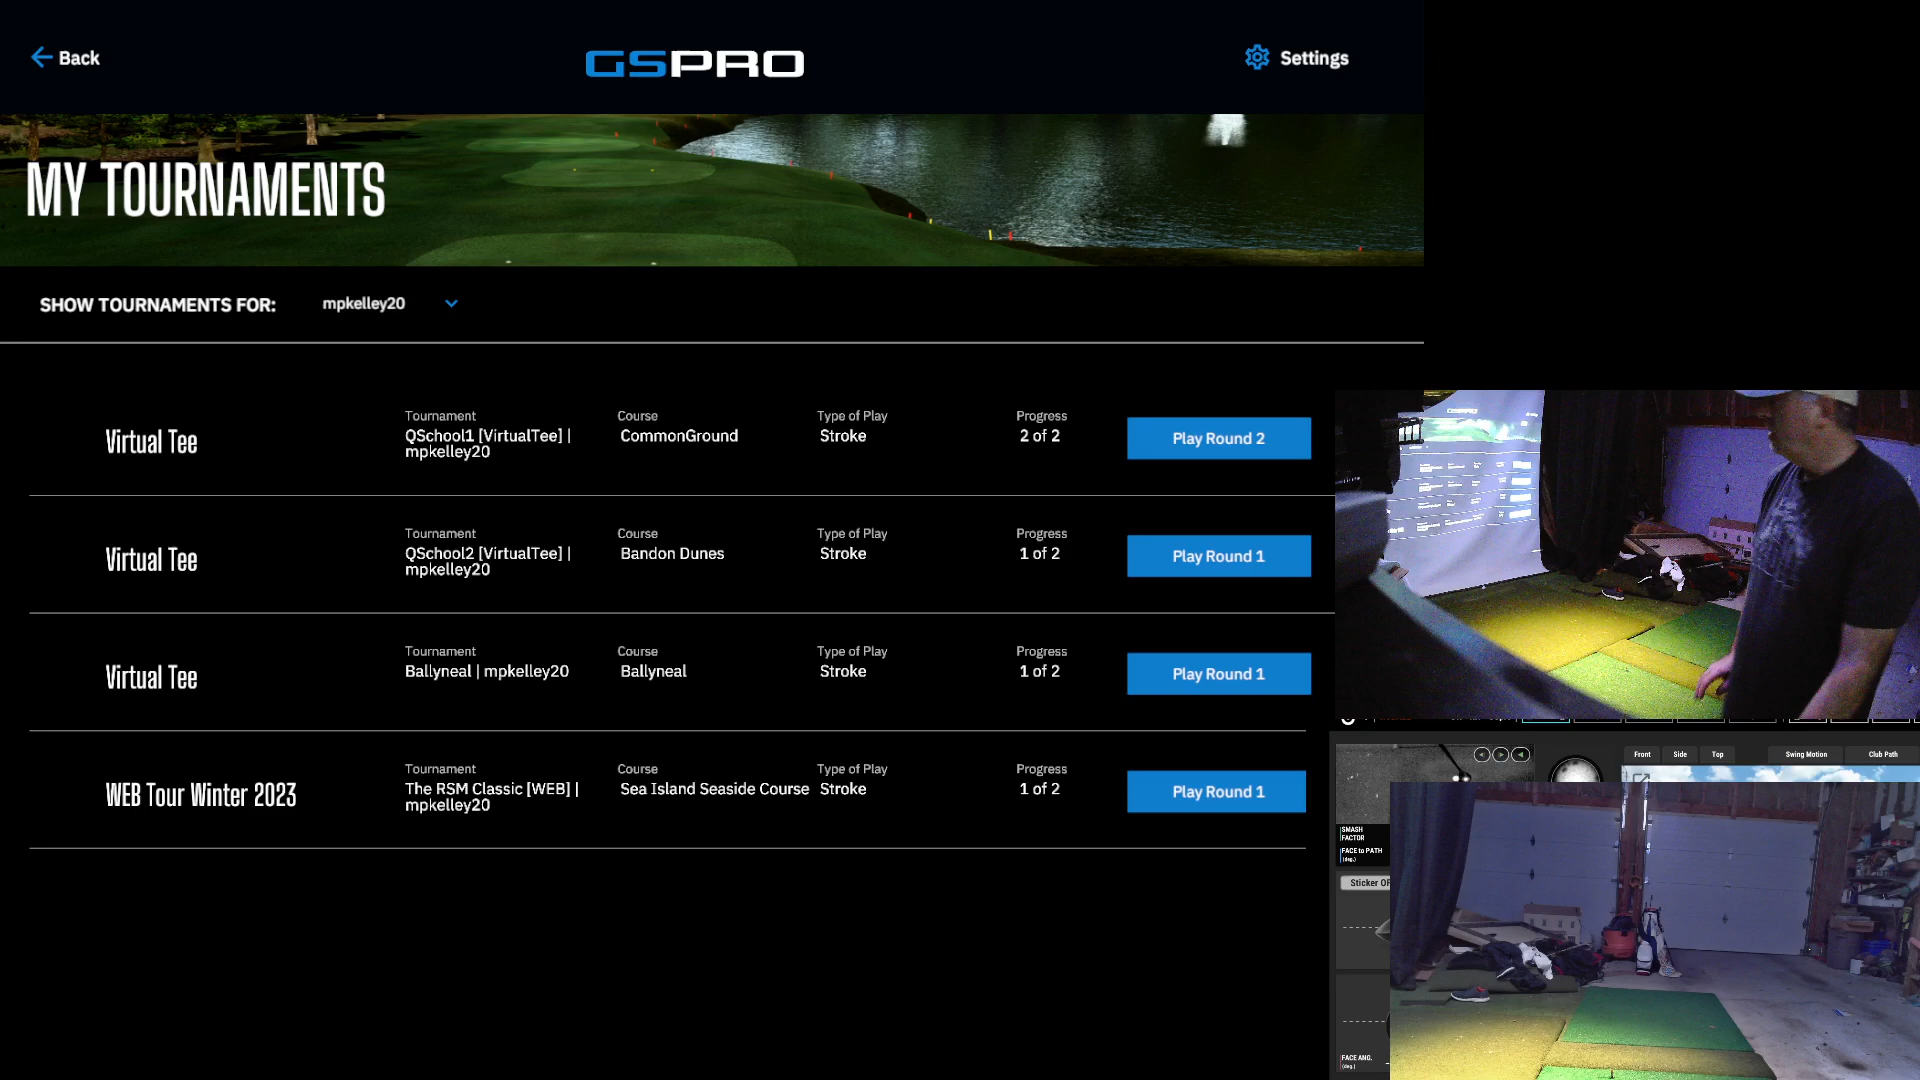 Back
GSPRO
Settings
MY TOURNAMENTS
SHOW TOURNAMENTS FOR:
mpkelley20
Virtual Tee
Tournament
QSchool1 [VirtualTee] |
mpkelley20
Course
CommonGround
Type of Play
Stroke
Progress
2 of 2
Play Round 2
Virtual Tee
Tournament
QSchool2 [VirtualTee] |
mpkelley20
Course
Bandon Dunes
Type of Play
Stroke
Progress
1 of 2
Play Round 1
Virtual Tee
Tournament
Ballyneal | mpkelley20
Course
Ballyneal
Type of Play
Stroke
Progress
1 of 2
Play Round 1
WEB Tour Winter 2023
Tournament
The RSM Classic [WEB] |
mpkelley20
Course
Sea Island Seaside Course
Type of Play
Stroke
Progress
1 of 2
Play Round 1
GSPRO
Front
Side
Top
Swing Motion
Club Path
SMASH
FACTOR
FACE to PATH
(deg.)
Sticker
FACE ANG.
(deg.)